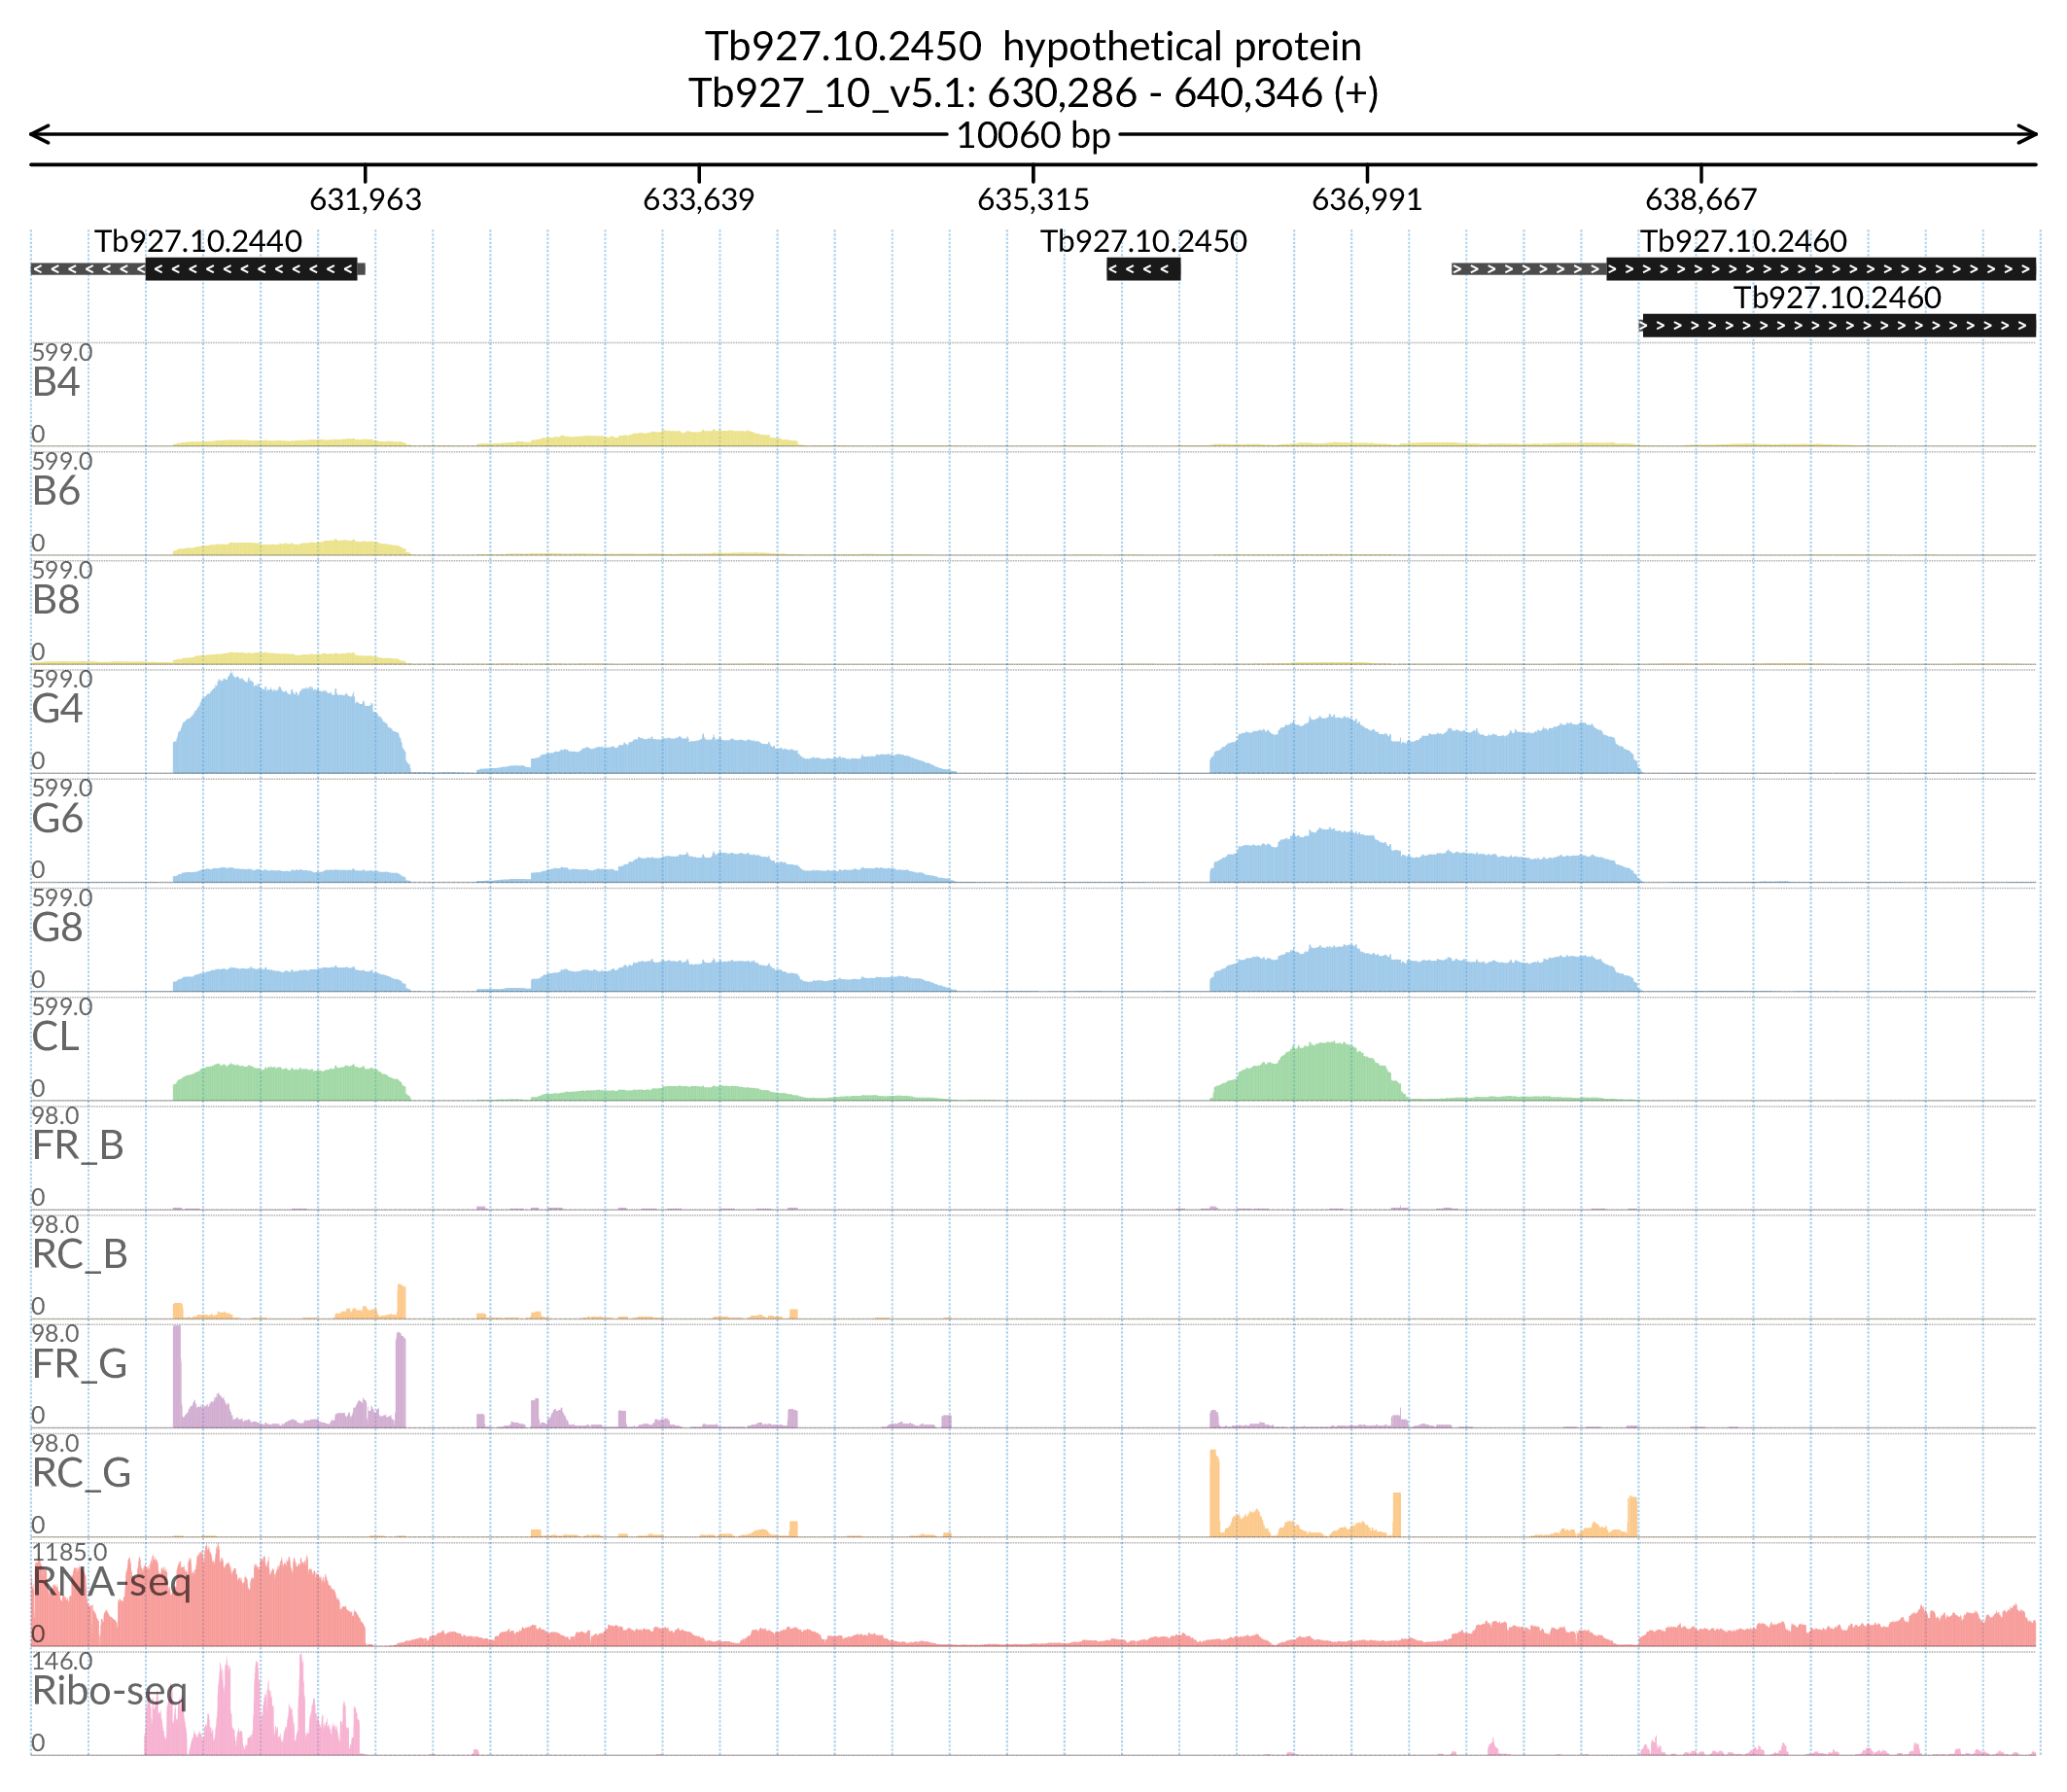 Tb927.10.2450  hypothetical protein
Tb927_10_v5.1: 630,286 - 640,346 (+)
10060 bp
631,963 633,639 635,315 636,991 638,667
Tb927.10.2440 Tb927.10.2450 Tb927.10.2460
Tb927.10.2460
599.0
B4
0
599.0
B6
0
599.0
B8
0
599.0
G4
0
599.0
G6
0
599.0
G8
0
599.0
CL
0
98.0
FR_B
0
98.0
RC_B
0
98.0
FR_G
0
98.0
RC_G
0
1185.0
RNA-seq
0
146.0
Ribo-seq
0